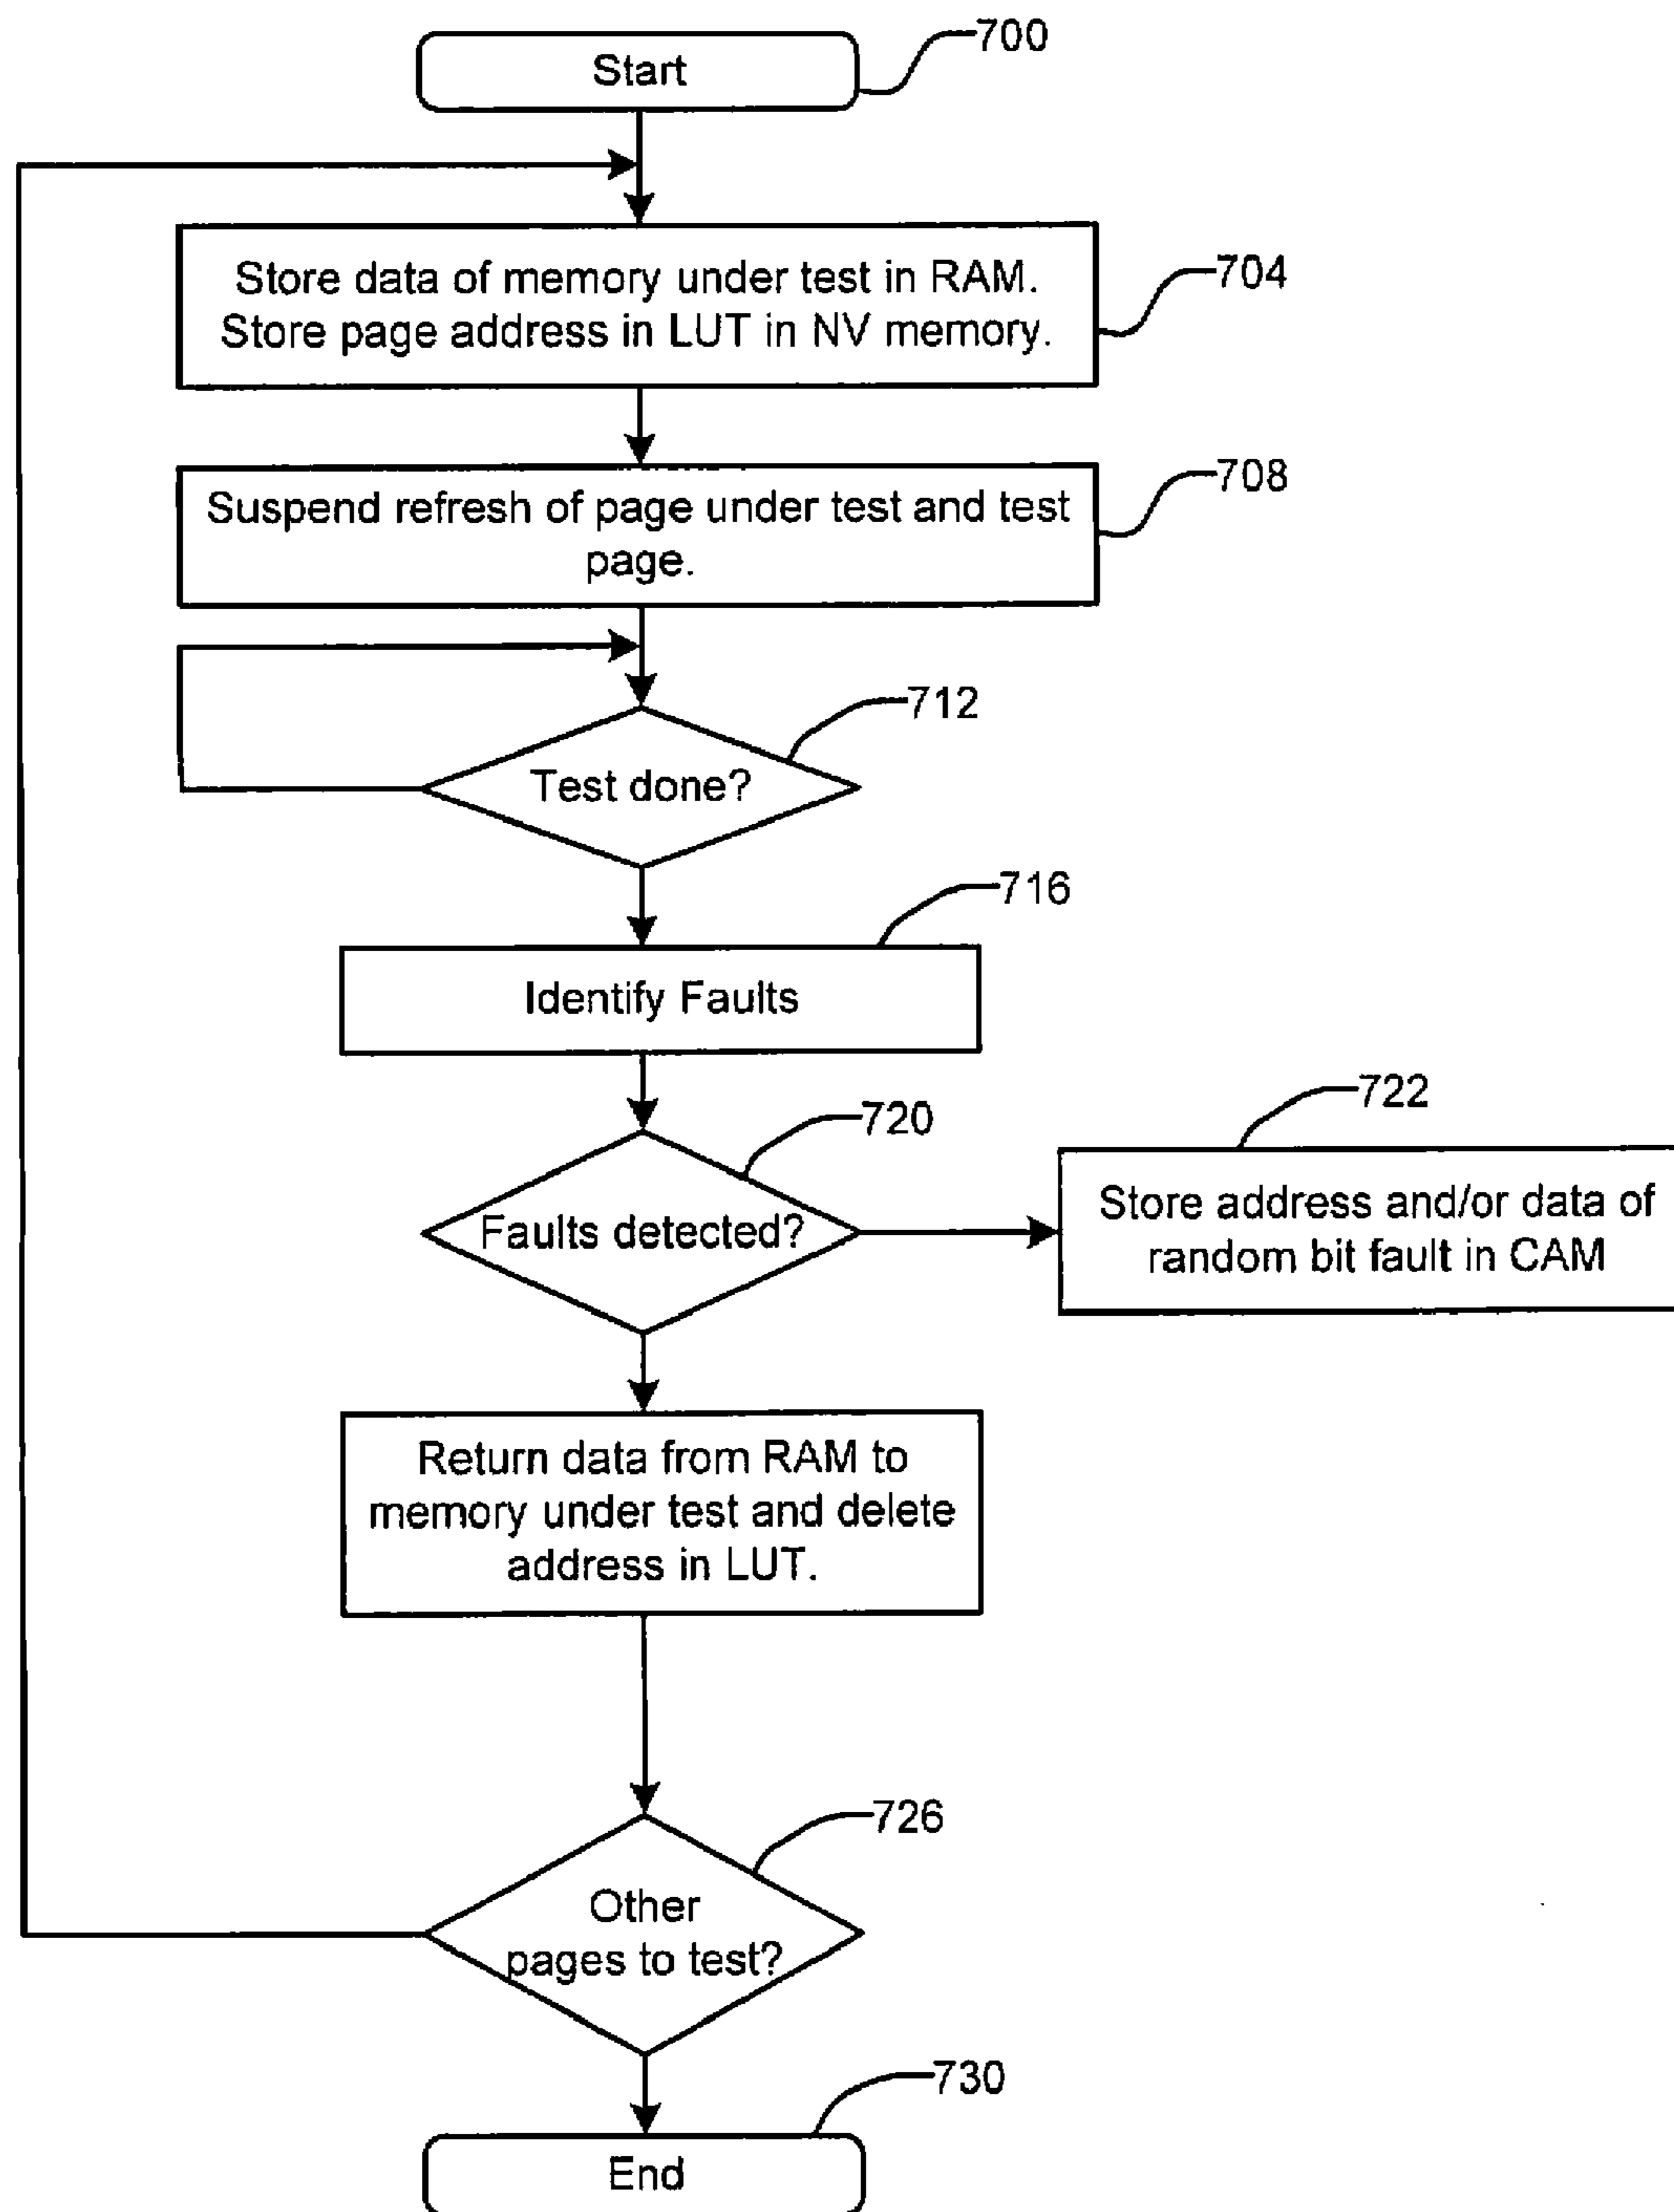 700
Start
Store data of memory under test in RAM.
Store page address in LUT in NV memory.
704
Suspend refresh of page under test and test
page.
708
712
Test done?
716
Identify Faults
720
Faults detected?
722
Store address and/or data of
random bit fault in CAM
Return data from RAM to
memory under test and delete
address in LUT.
726
Other
pages to test?
730
End